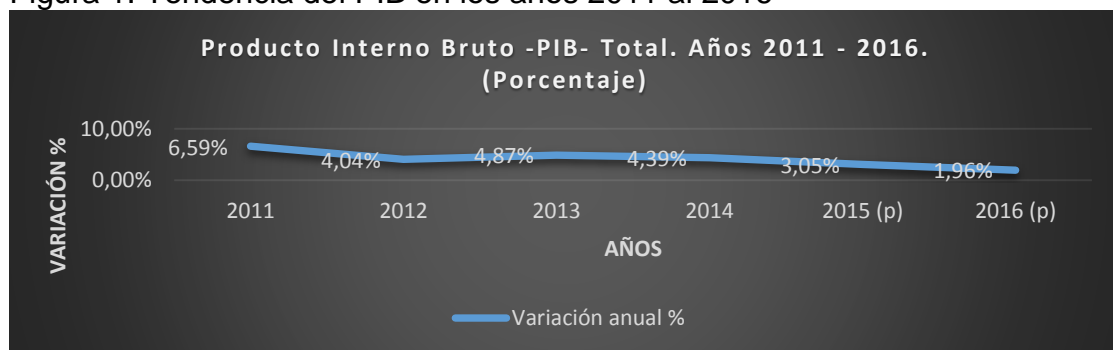 Figura 1. Tendencia del PIB en los años 2011 al 2016
Producto Interno Bruto -PIB- Total. Años 2011 - 2016.
(Porcentaje)
VARIACIÓN %
10,00%
0,00%
6,59%
4,04%
4,87%
4,39%
3,05%
1,96%
2011
2012
2013
2014
2015 (p)
2016 (p)
AÑOS
Variación anual %